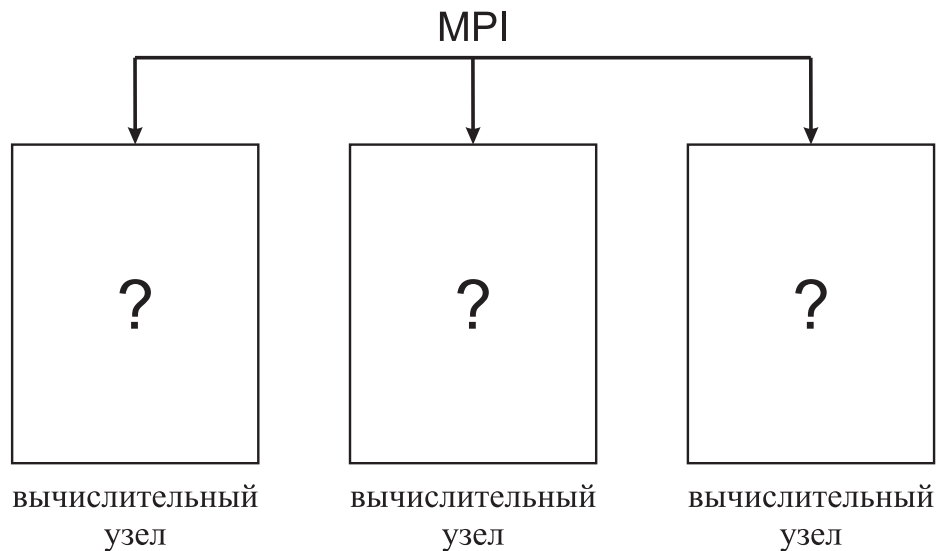 MPI
? ? ?
вычислительный вычислительный вычислительный
узел узел узел